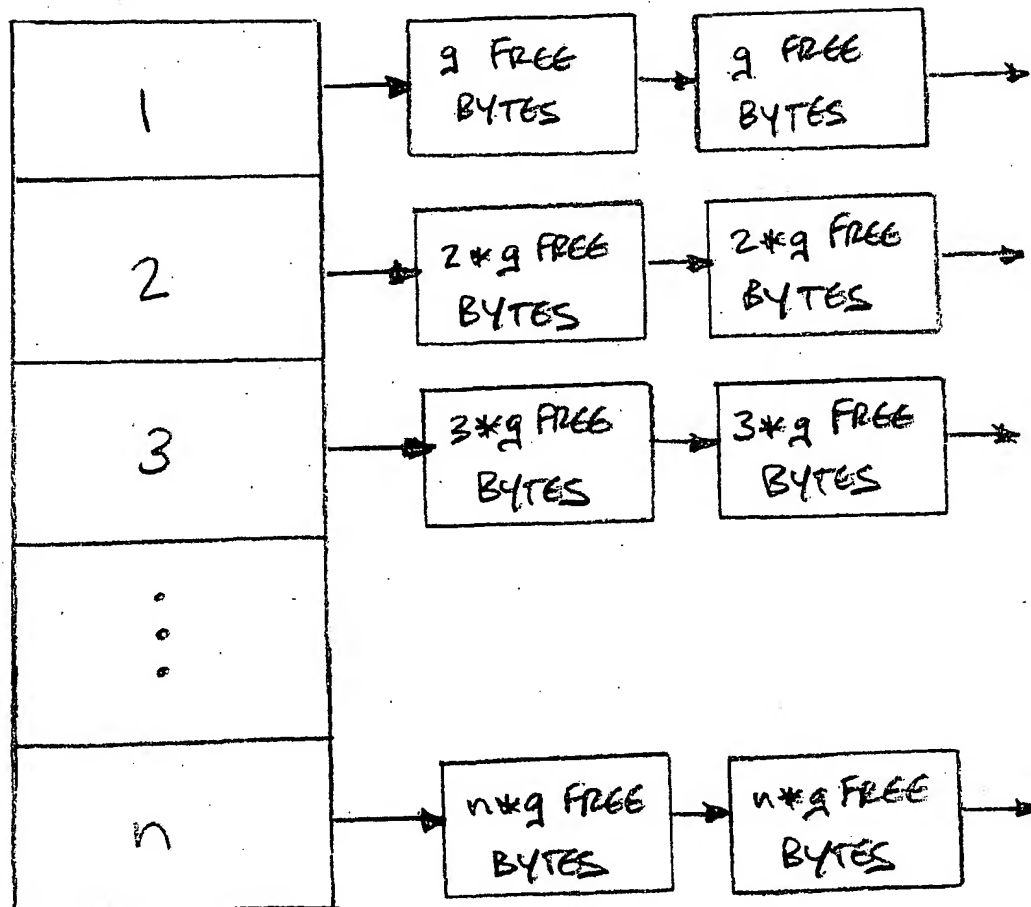 1
g FREE
BYTES
g FREE
BYTES
2
2*g FREE
BYTES
2*g FREE
BYTES
3
3*g FREE
BYTES
3*g FREE
BYTES
n
n*g FREE
BYTES
n*g FREE
BYTES